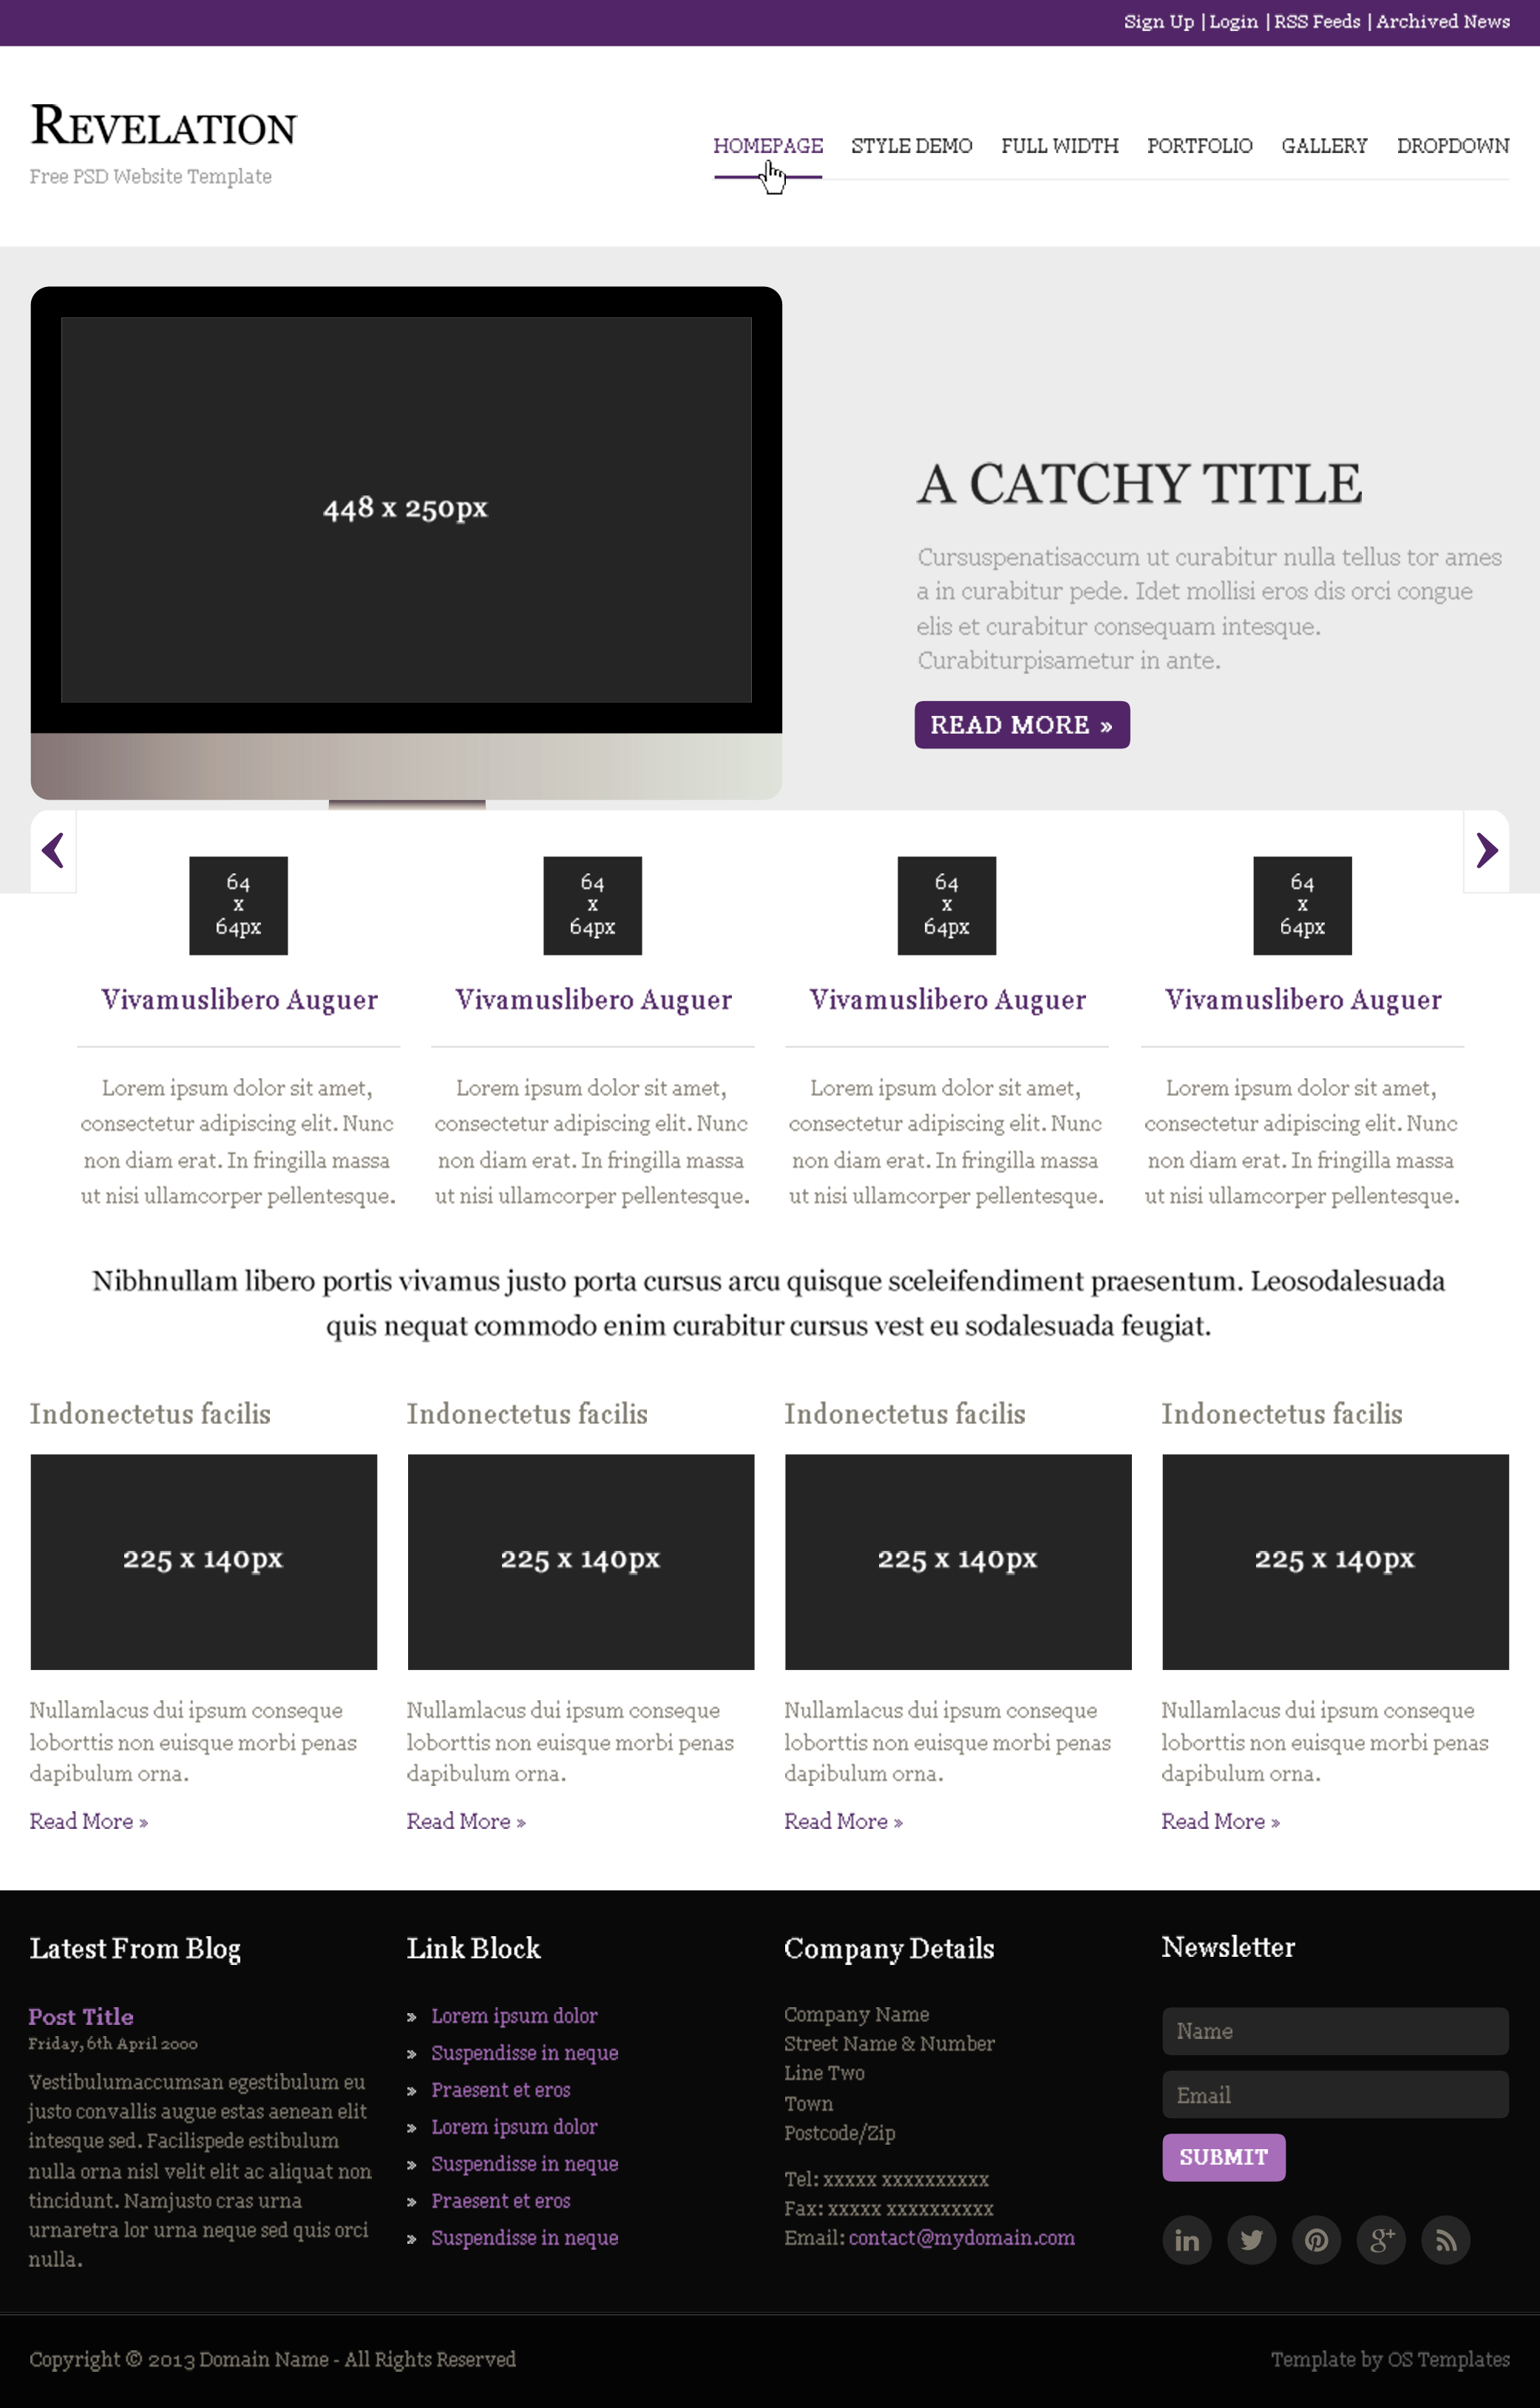 Sign Up | Login | RSS Feeds | Archived News
REVELATION
Free PSD Website Template
HOMEPAGE STYLE DEMO FULL WIDTH PORTFOLIO GALLERY DROPDOWN
448 x 250px
A CATCHY TITLE
Cursuspenatisaccum ut curabitur nulla tellus tor ames
a in curabitur pede. Idet mollisi eros dis orci congue
elis et curabitur consequam intesque.
Curabiturpisametur in ante.
READ MORE »
64
x
64px
Vivamuslibero Auguer
Lorem ipsum dolor sit amet,
consectetur adipiscing elit. Nunc
non diam erat. In fringilla massa
ut nisi ullamcorper pellentesque.
64
x
64px
Vivamuslibero Auguer
Lorem ipsum dolor sit amet,
consectetur adipiscing elit. Nunc
non diam erat. In fringilla massa
ut nisi ullamcorper pellentesque.
64
x
64px
Vivamuslibero Auguer
Lorem ipsum dolor sit amet,
consectetur adipiscing elit. Nunc
non diam erat. In fringilla massa
ut nisi ullamcorper pellentesque.
64
x
64px
Vivamuslibero Auguer
Lorem ipsum dolor sit amet,
consectetur adipiscing elit. Nunc
non diam erat. In fringilla massa
ut nisi ullamcorper pellentesque.
Nibhnullam libero portis vivamus justo porta cursus arcu quisque sceleifendiment praesentum. Leosodalesuada
quis nequat commodo enim curabitur cursus vest eu sodalesuada feugiat.
Indonectetus facilis
225 x 140px
Nullamlacus dui ipsum conseque
loborttis non euisque morbi penas
dapibulum orna.
Read More »
Indonectetus facilis
225 x 140px
Nullamlacus dui ipsum conseque
loborttis non euisque morbi penas
dapibulum orna.
Read More »
Indonectetus facilis
225 x 140px
Nullamlacus dui ipsum conseque
loborttis non euisque morbi penas
dapibulum orna.
Read More »
Indonectetus facilis
225 x 140px
Nullamlacus dui ipsum conseque
loborttis non euisque morbi penas
dapibulum orna.
Read More »
Latest From Blog
Post Title
Friday, 6th April 2000
Vestibulumaccumsan egestibulum eu
justo convallis augue estas aenean elit
intesque sed. Facilispede estibulum
nulla orna nisl velit elit ac aliquat non
tincidunt. Namjusto cras urna
urnaretra lor urna neque sed quis orci
nulla.
Link Block
» Lorem ipsum dolor
» Suspendisse in neque
» Praesent et eros
» Lorem ipsum dolor
» Suspendisse in neque
» Praesent et eros
» Suspendisse in neque
Company Details
Company Name
Street Name & Number
Line Two
Town
Postcode/Zip
Tel: xxxxx xxxxxxxxxx
Fax: xxxxx xxxxxxxxxx
Email: contact@mydomain.com
Newsletter
Name
Email
SUBMIT
in g+
Copyright © 2013 Domain Name - All Rights Reserved
Template by OS Templates